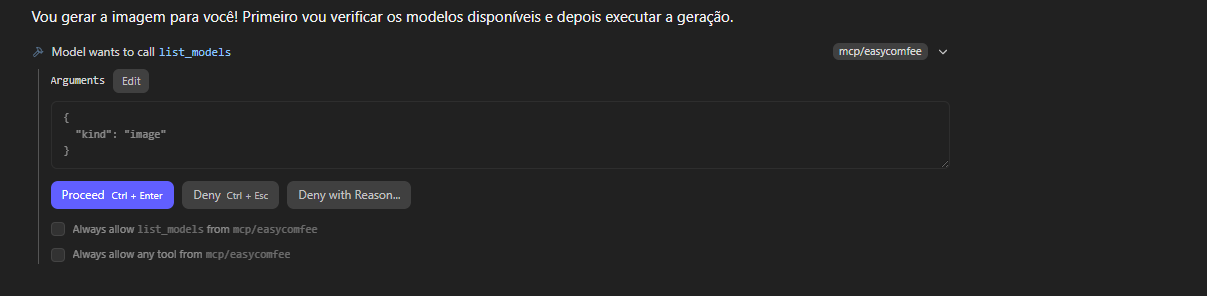 Vou gerar a imagem para você! Primeiro vou verificar os modelos disponíveis e depois executar a geração.
Model wants to call list_models mcp/easycomfee
Arguments Edit
{
"kind": "image"
}
Proceed Ctrl + Enter Deny Ctrl + Esc Deny with Reason...
Always allow list_models from mcp/easycomfee
Always allow any tool from mcp/easycomfee